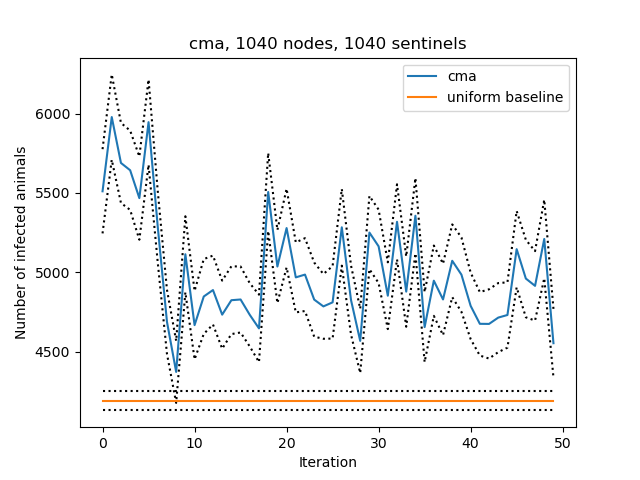 cma, 1040 nodes, 1040 sentinels
cma
uniform baseline
Number of infected animals
6000
5500
5000
4500
0 10 20 30 40 50
Iteration